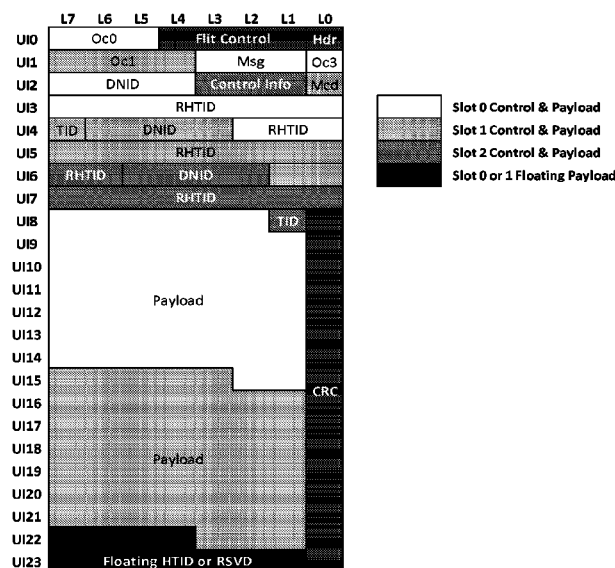 L7 L6 L5 L4 L3 L2 L1 L0
UI0 Oc0 Flit Control Hdr
UI1 Oc1 Msg Oc3
UI2 DNID Control Info Mcd
UI3 RHTID
UI4 TID DNID RHTID
UI5 RHTID
UI6 RHTID DNID
UI7 RHTID
UI8 TID
UI9
UI10
UI11
UI12 Payload
UI13
UI14
UI15
UI16 CRC
UI17
UI18
UI19 Payload
UI20
UI21
UI22
UI23 Floating HTID or RSVD
Slot 0 Control & Payload
Slot 1 Control & Payload
Slot 2 Control & Payload
Slot 0 or 1 Floating Payload